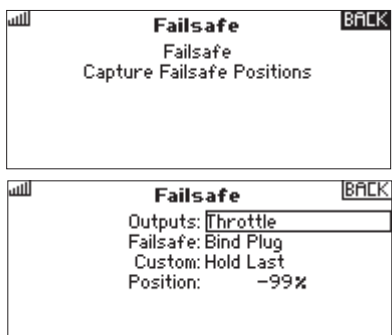 Failsafe
BACK
Failsafe
Capture Failsafe Positions
Failsafe
BACK
Outputs: Throttle
Failsafe: Bind Plug
Custom: Hold Last
Position: -99%